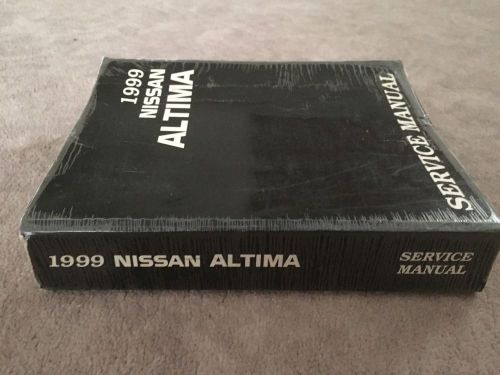 1999
NISSAN
ALTIMA
SERVICE MANUAL
1999 NISSAN ALTIMA
SERVICE
MANUAL